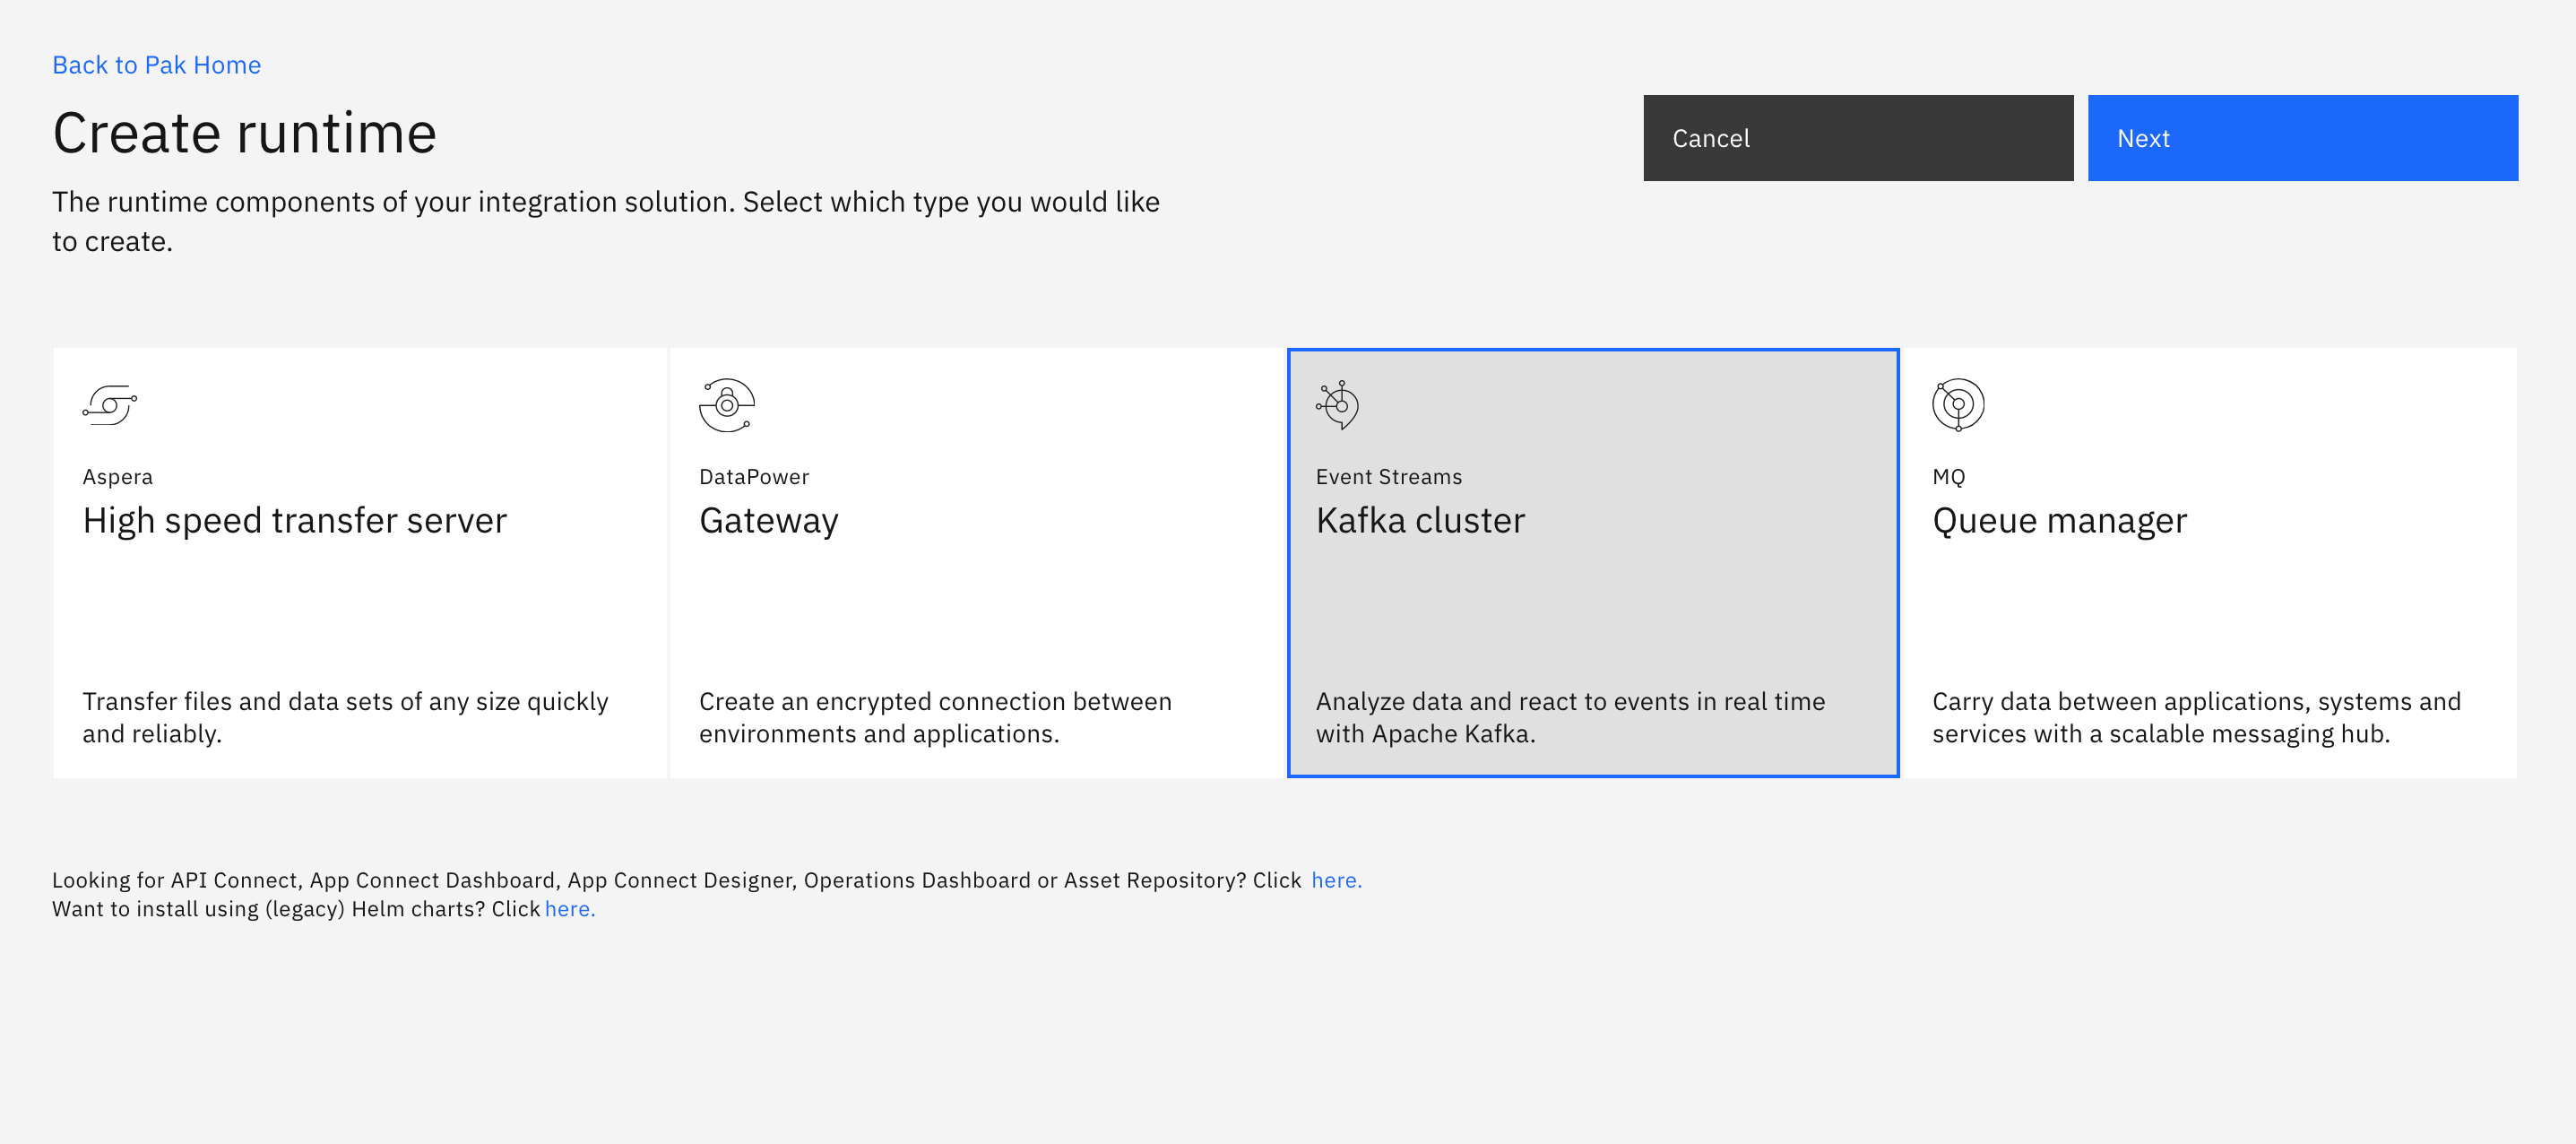 Back to Pak Home
Create runtime
Cancel
Next
The runtime components of your integration solution. Select which type you would like
to create.
Aspera
High speed transfer server
Transfer files and data sets of any size quickly
and reliably.
DataPower
Gateway
Create an encrypted connection between
environments and applications.
Event Streams
Kafka cluster
Analyze data and react to events in real time
with Apache Kafka.
MQ
Queue manager
Carry data between applications, systems and
services with a scalable messaging hub.
Looking for API Connect, App Connect Dashboard, App Connect Designer, Operations Dashboard or Asset Repository? Click here.
Want to install using (legacy) Helm charts? Click here.